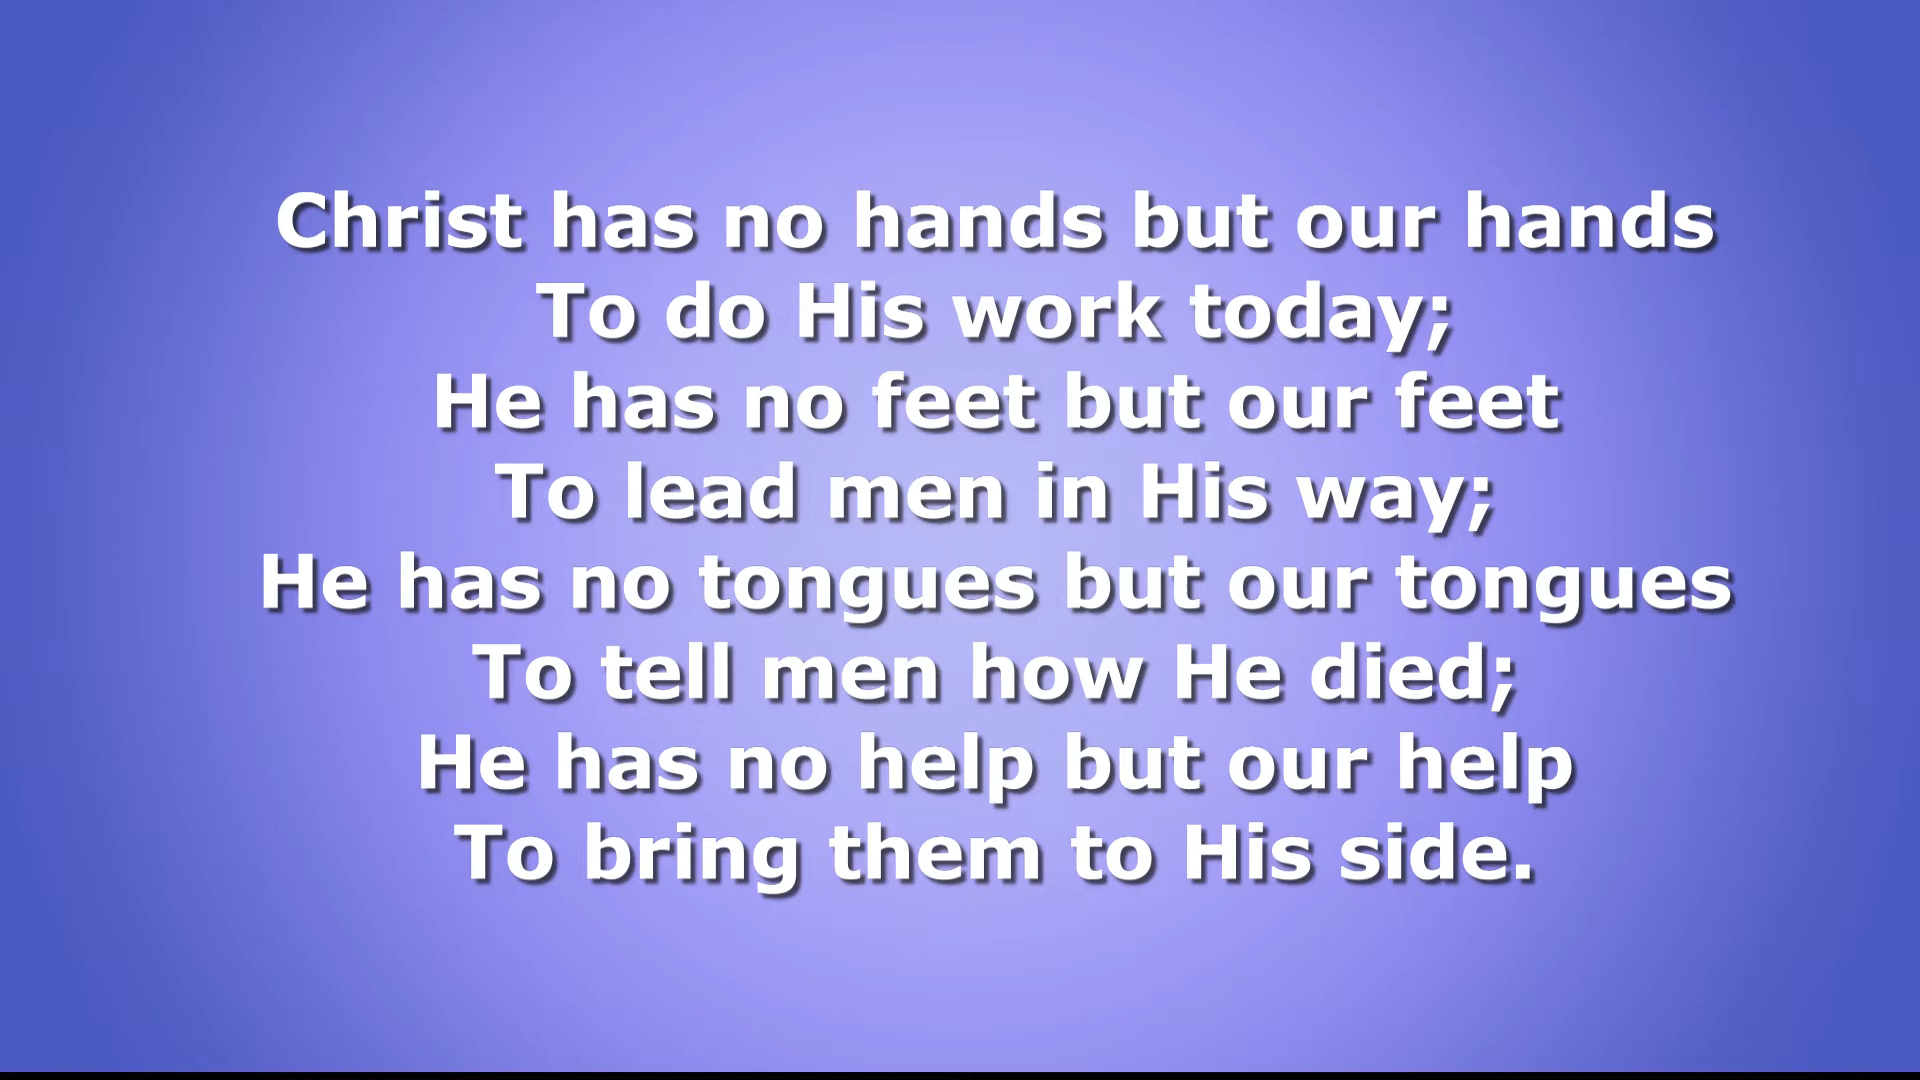 Christ has no hands but our hands
To do His work today;
He has no feet but our feet
To lead men in His way;
He has no tongues but our tongues
To tell men how He died;
He has no help but our help
To bring them to His side.